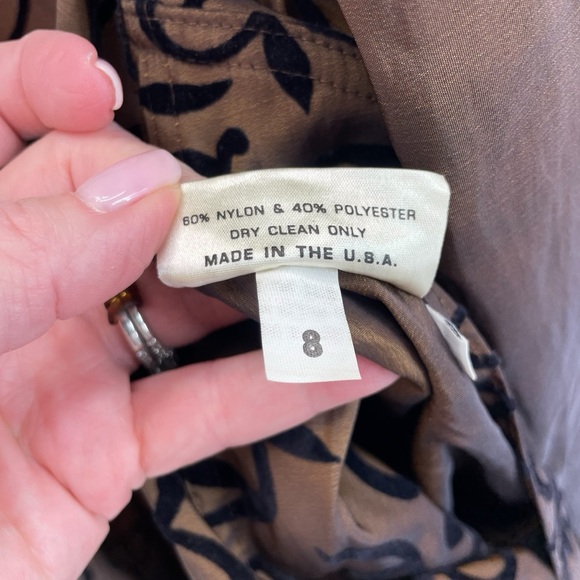 60% NYLON & 40% POLYESTER
DRY CLEAN ONLY
MADE IN THE U.S.A.
8